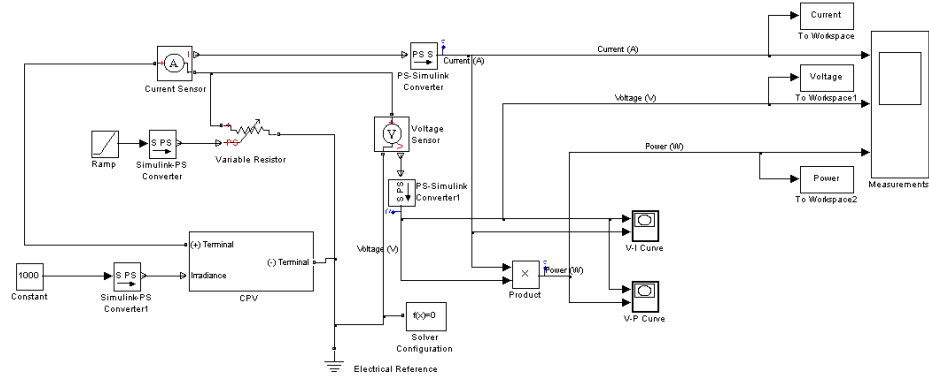 Current
To Workspace
Current (A)
PS S
Current (A)
PS-Simulink
Converter
A
Current Sensor
Voltage
To Workspace1
Voltage (V)
V
Voltage
Sensor
Ramp
S PS
Simulink-PS
Converter
PS
Variable Resistor
Power (W)
Power
To Workspace2
Measurements
S PS
PS-Simulink
Converter1
Voltage (V)
V-I Curve
(+) Terminal
(-) Terminal
Irradiance
CPV
1000
Constant
S PS
Simulink-PS
Converter1
×
Product
Power (W)
V-P Curve
f(x)=0
Solver
Configuration
Electrical Reference